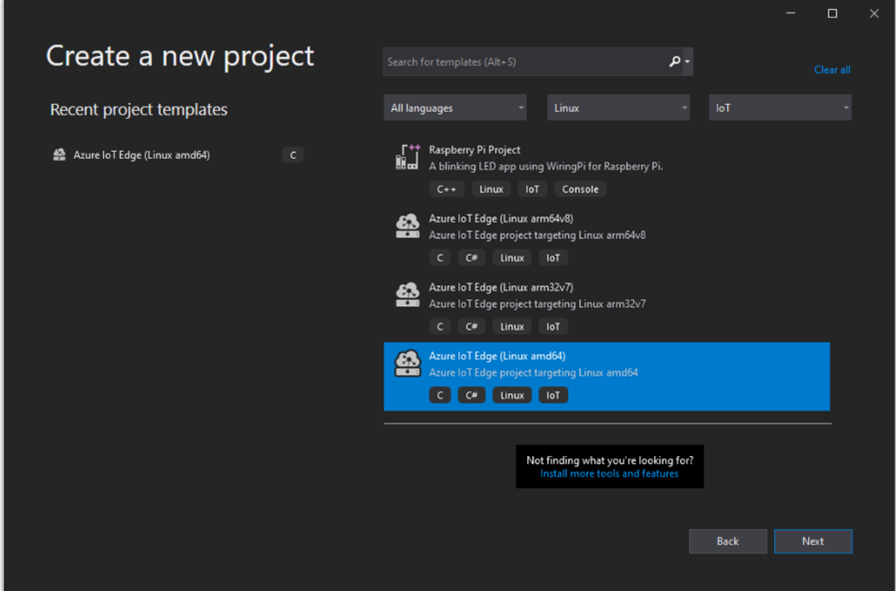 Create a new project
Search for templates (Alt+S)
Clear all
Recent project templates
All languages
Linux
IoT
Azure IoT Edge (Linux amd64)
C
Raspberry Pi Project
A blinking LED app using WiringPi for Raspberry Pi.
C++ Linux IoT Console
Azure IoT Edge (Linux arm64v8)
Azure IoT Edge project targeting Linux arm64v8
C C# Linux IoT
Azure IoT Edge (Linux arm32v7)
Azure IoT Edge project targeting Linux arm32v7
C C# Linux IoT
Azure IoT Edge (Linux amd64)
Azure IoT Edge project targeting Linux amd64
C C# Linux IoT
Not finding what you're looking for?
Install more tools and features
Back
Next